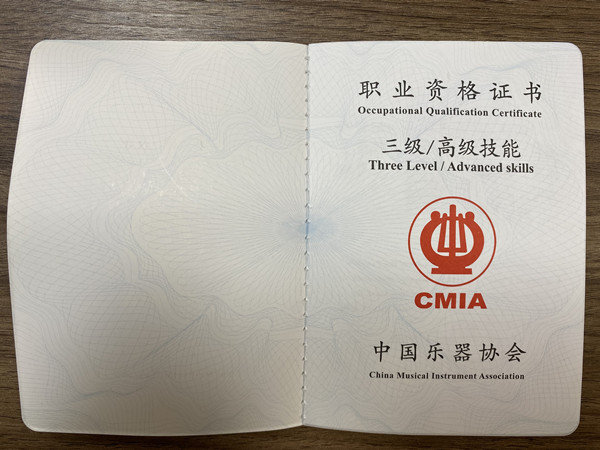 职业资格证书
Occupational Qualification Certificate
三级/高级技能
Three Level / Advanced skills
CMIA
中国乐器协会
China Musical Instrument Association